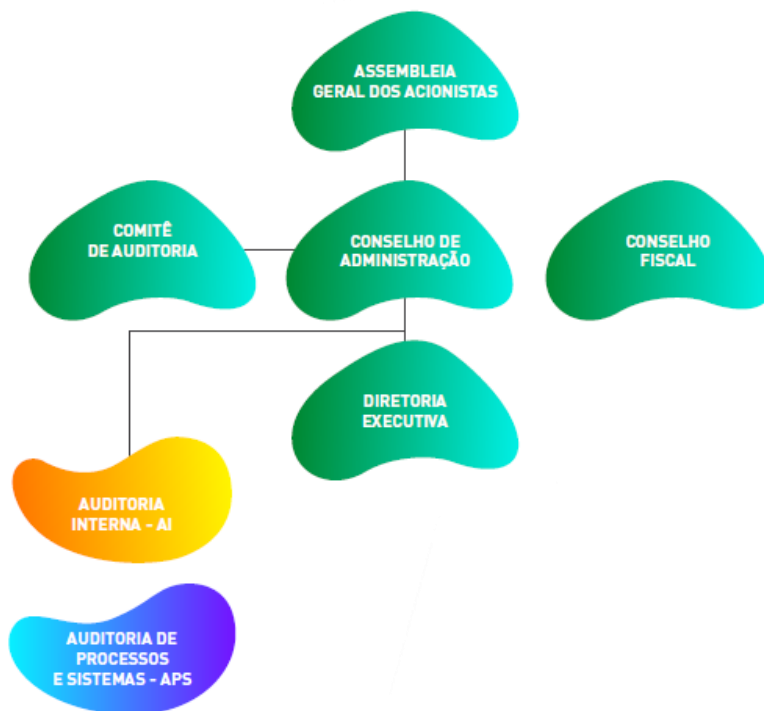 ASSEMBLEIA
GERAL DOS ACIONISTAS
COMITÊ
DE AUDITORIA
CONSELHO DE
ADMINISTRAÇÃO
CONSELHO
FISCAL
DIRETORIA
EXECUTIVA
AUDITORIA
INTERNA - AI
AUDITORIA DE
PROCESSOS
E SISTEMAS - APS